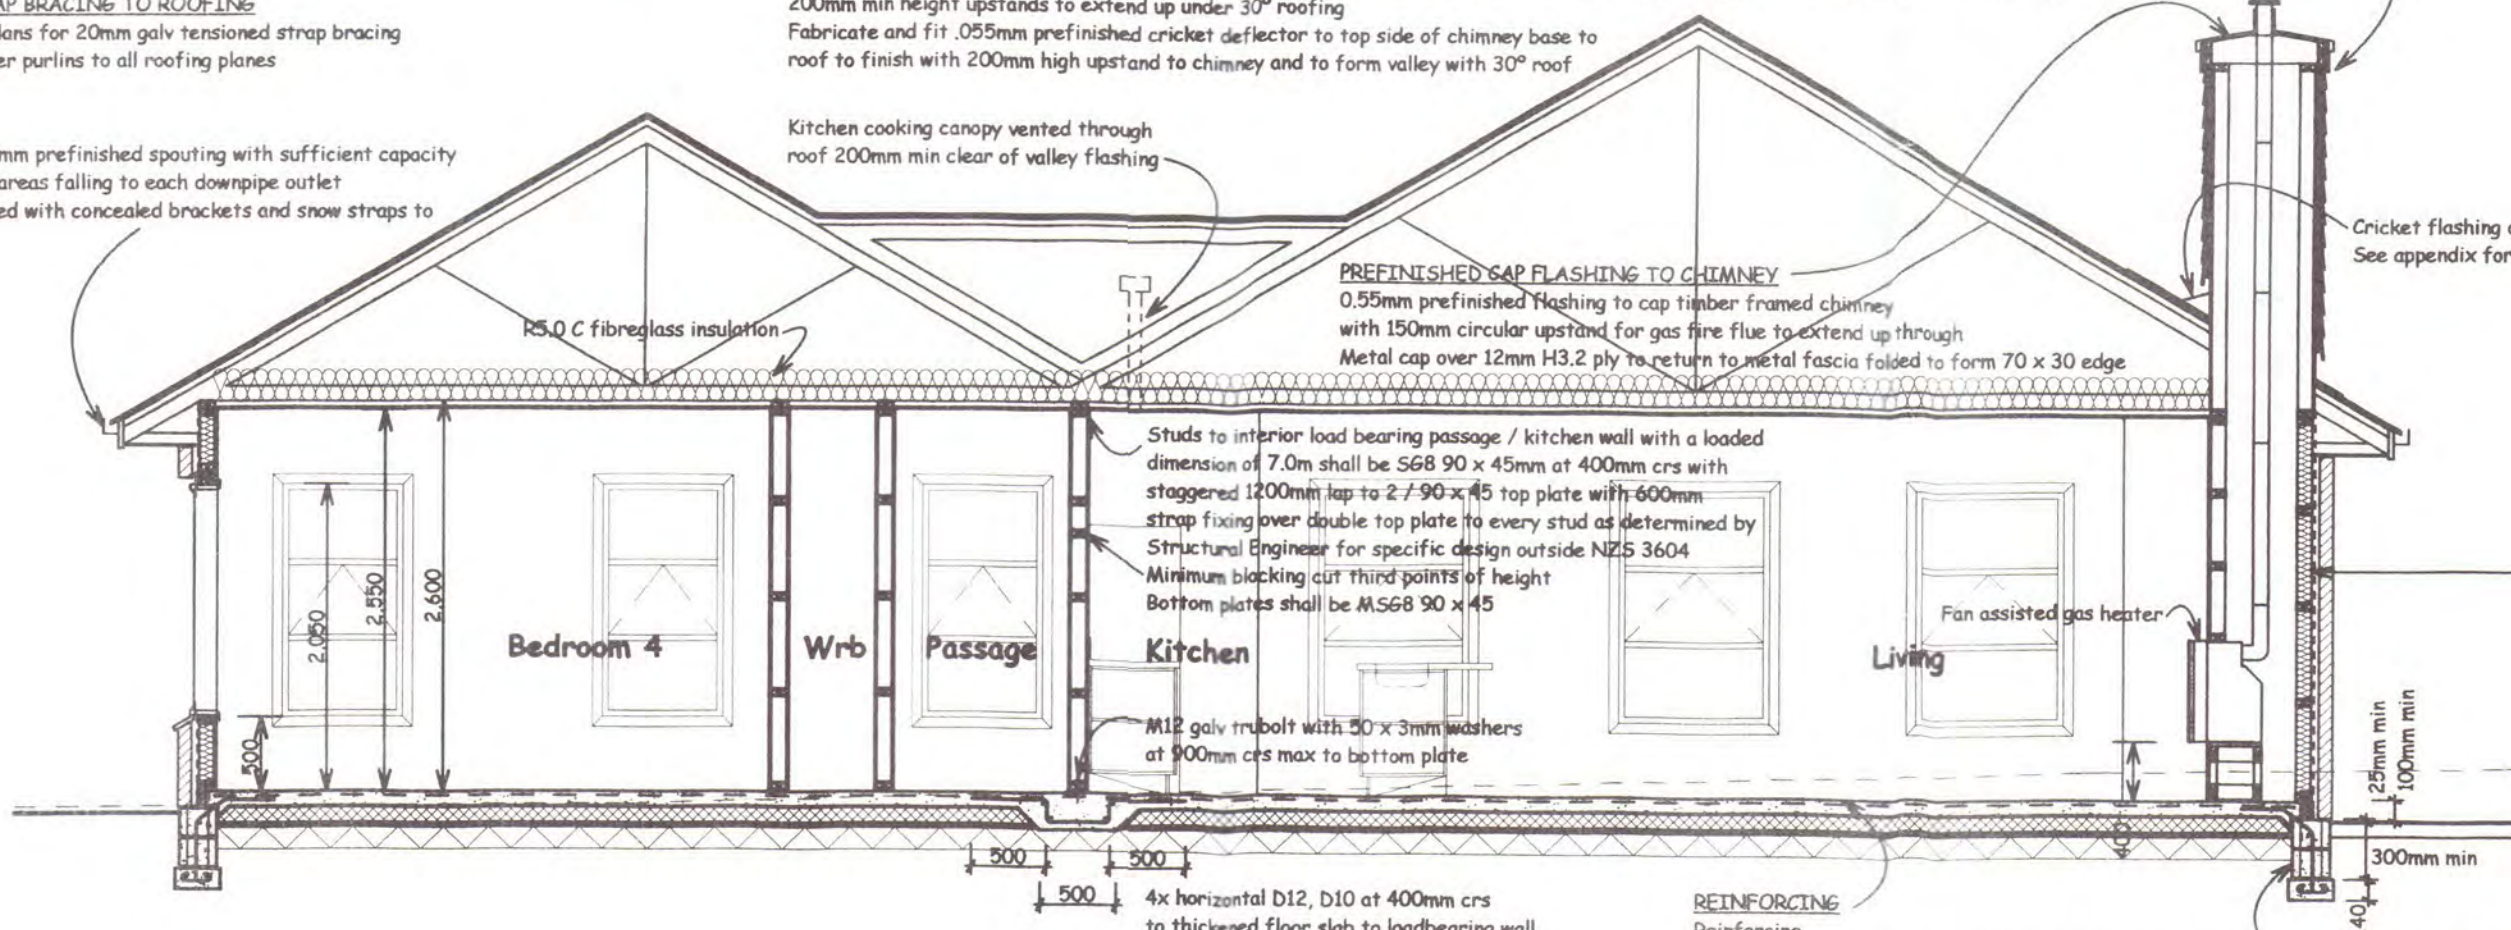 AP BRACING TO ROOFING
ans for 20mm galv tensioned strap bracing
er purlins to all roofing planes
mm prefinished spouting with sufficient capacity
areas falling to each downpipe outlet
ed with concealed brackets and snow straps to
200mm min height upstands to extend up under 30° roofing
Fabricate and fit .055mm prefinished cricket deflector to top side of chimney base to
roof to finish with 200mm high upstand to chimney and to form valley with 30° roof
Kitchen cooking canopy vented through
roof 200mm min clear of valley flashing
Cricket flashing
See appendix for
PREFINISHED CAP FLASHING TO CHIMNEY
0.55mm prefinished flashing to cap timber framed chimney
with 150mm circular upstand for gas fire flue to extend up through
Metal cap over 12mm H3.2 ply to return to metal fascia folded to form 70 x 30 edge
R5.0 C fibreglass insulation
Studs to interior load bearing passage / kitchen wall with a loaded
dimension of 7.0m shall be SG8 90 x 45mm at 400mm crs with
staggered 1200mm lap to 2 / 90 x 45 top plate with 600mm
strap fixing over double top plate to every stud as determined by
Structural Engineer for specific design outside NZS 3604
Minimum blocking cut third points of height
Bottom plates shall be MSG8 90 x 45
Fan assisted gas heater
2.050
2.550
2.600
500
Bedroom 4
Wrb
Passage
Kitchen
Living
M12 galv trubolt with 50 x 3mm washers
at 900mm crs max to bottom plate
25mm min
100mm min
300mm min
500
500
500
4x horizontal D12, D10 at 400mm crs
to thickened floor slab to loadbearing wall
REINFORCING
Reinforcing